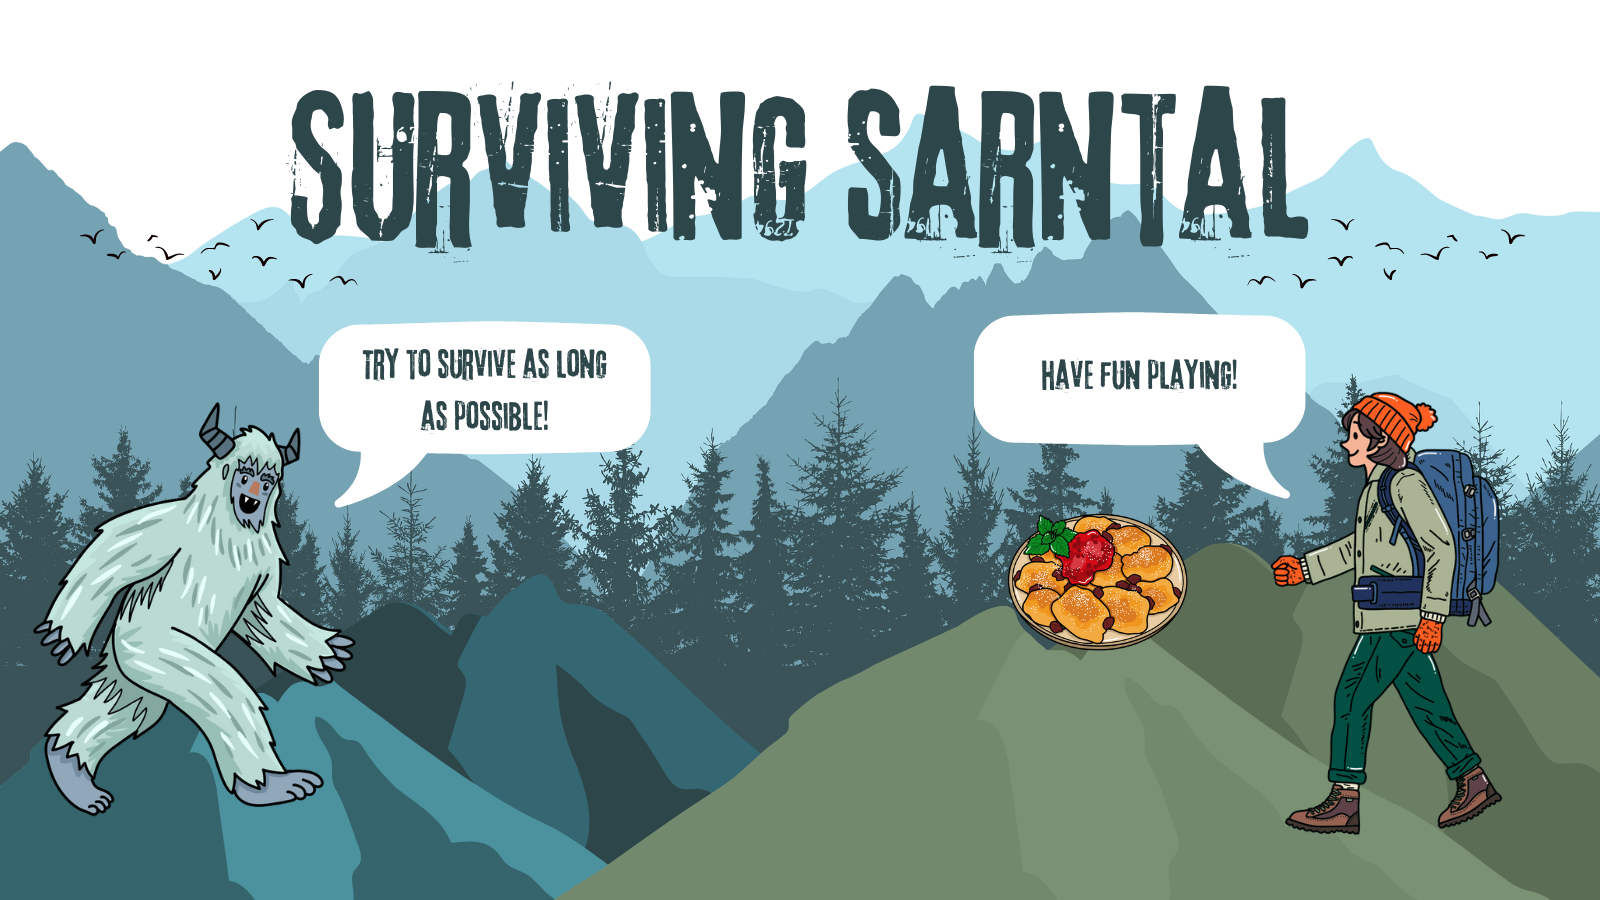 SURVIVING SARNTAL
TRY TO SURVIVE AS LONG
AS POSSIBLE!
HAVE FUN PLAYING!